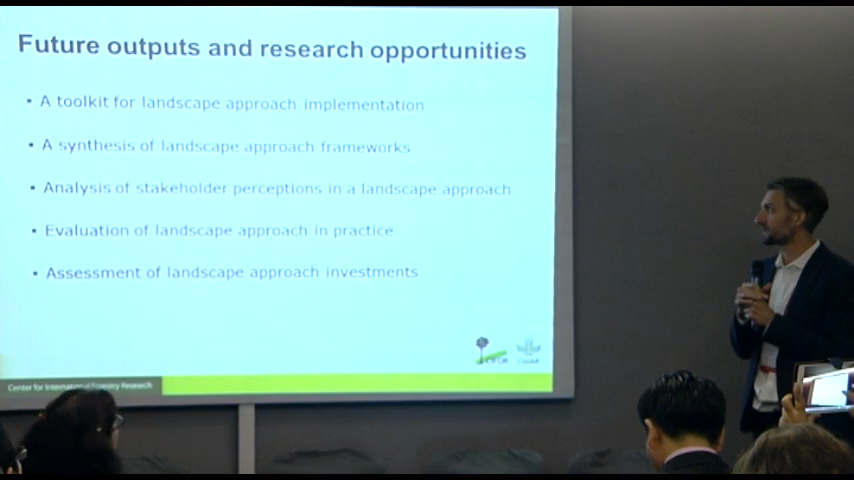 Future outputs and research opportunities
• A toolkit for landscape approach implementation
• A synthesis of landscape approach frameworks
• Analysis of stakeholder perceptions in a landscape approach
• Evaluation of landscape approach in practice
• Assessment of landscape approach investments
CIFOR CGIAR
Center for International Forestry Research